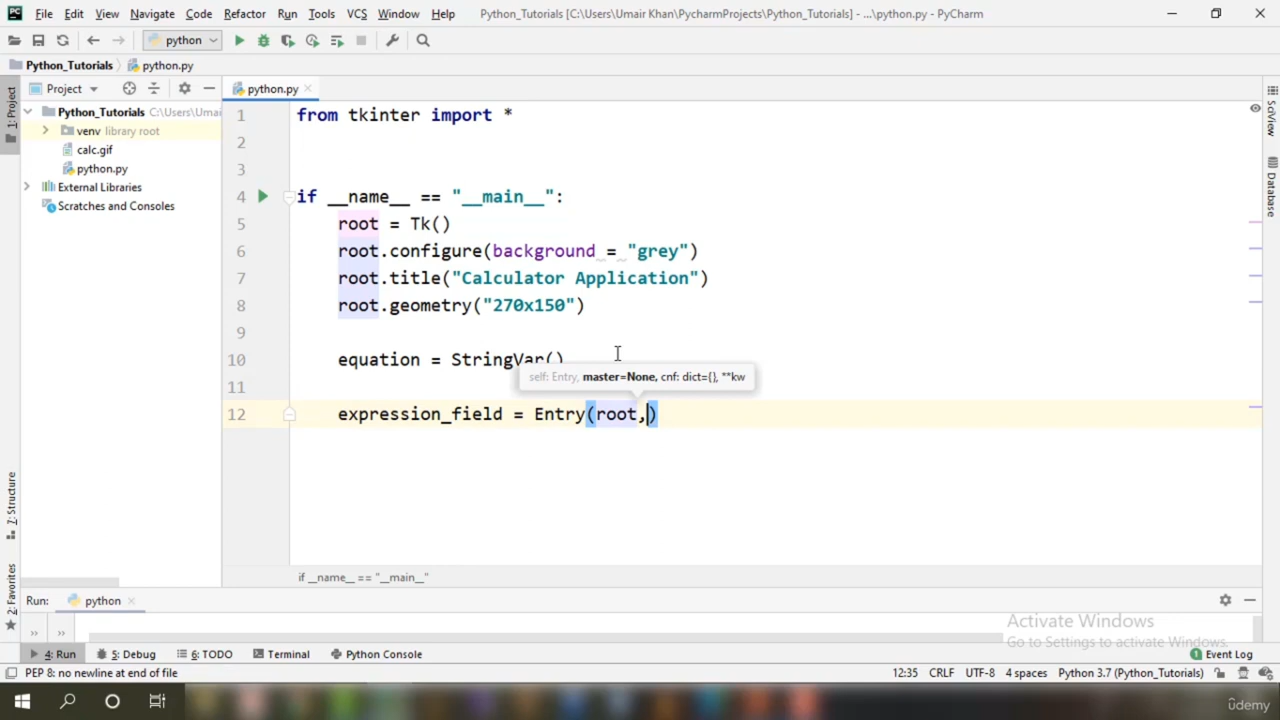 File Edit View Navigate Code Refactor Run Tools VCS Window Help Python_Tutorials [C:\Users\Umair Khan\PycharmProjects\Python_Tutorials] - ...\python.py - PyCharm
python
Python_Tutorials python.py
Project
python.py
1: Project
Python_Tutorials C:\Users\Umai
venv library root
calc.gif
python.py
External Libraries
Scratches and Consoles
1 from tkinter import *
2
3
4 if __name__ == "__main__":
5 root = Tk()
6 root.configure(background = "grey")
7 root.title("Calculator Application")
8 root.geometry("270x150")
9
10 equation = StringVar()
self: Entry, master=None, cnf: dict={}, **kw
11
12 expression_field = Entry(root,)
SciView
Database
Z: Structure
2: Favorites
if __name__ == "__main__"
Run: python
Activate Windows
Go to Settings to activate Windows.
4: Run 5: Debug 6: TODO Terminal Python Console 1 Event Log
PEP 8: no newline at end of file 12:35 CRLF UTF-8 4 spaces Python 3.7 (Python_Tutorials)
ûdemy